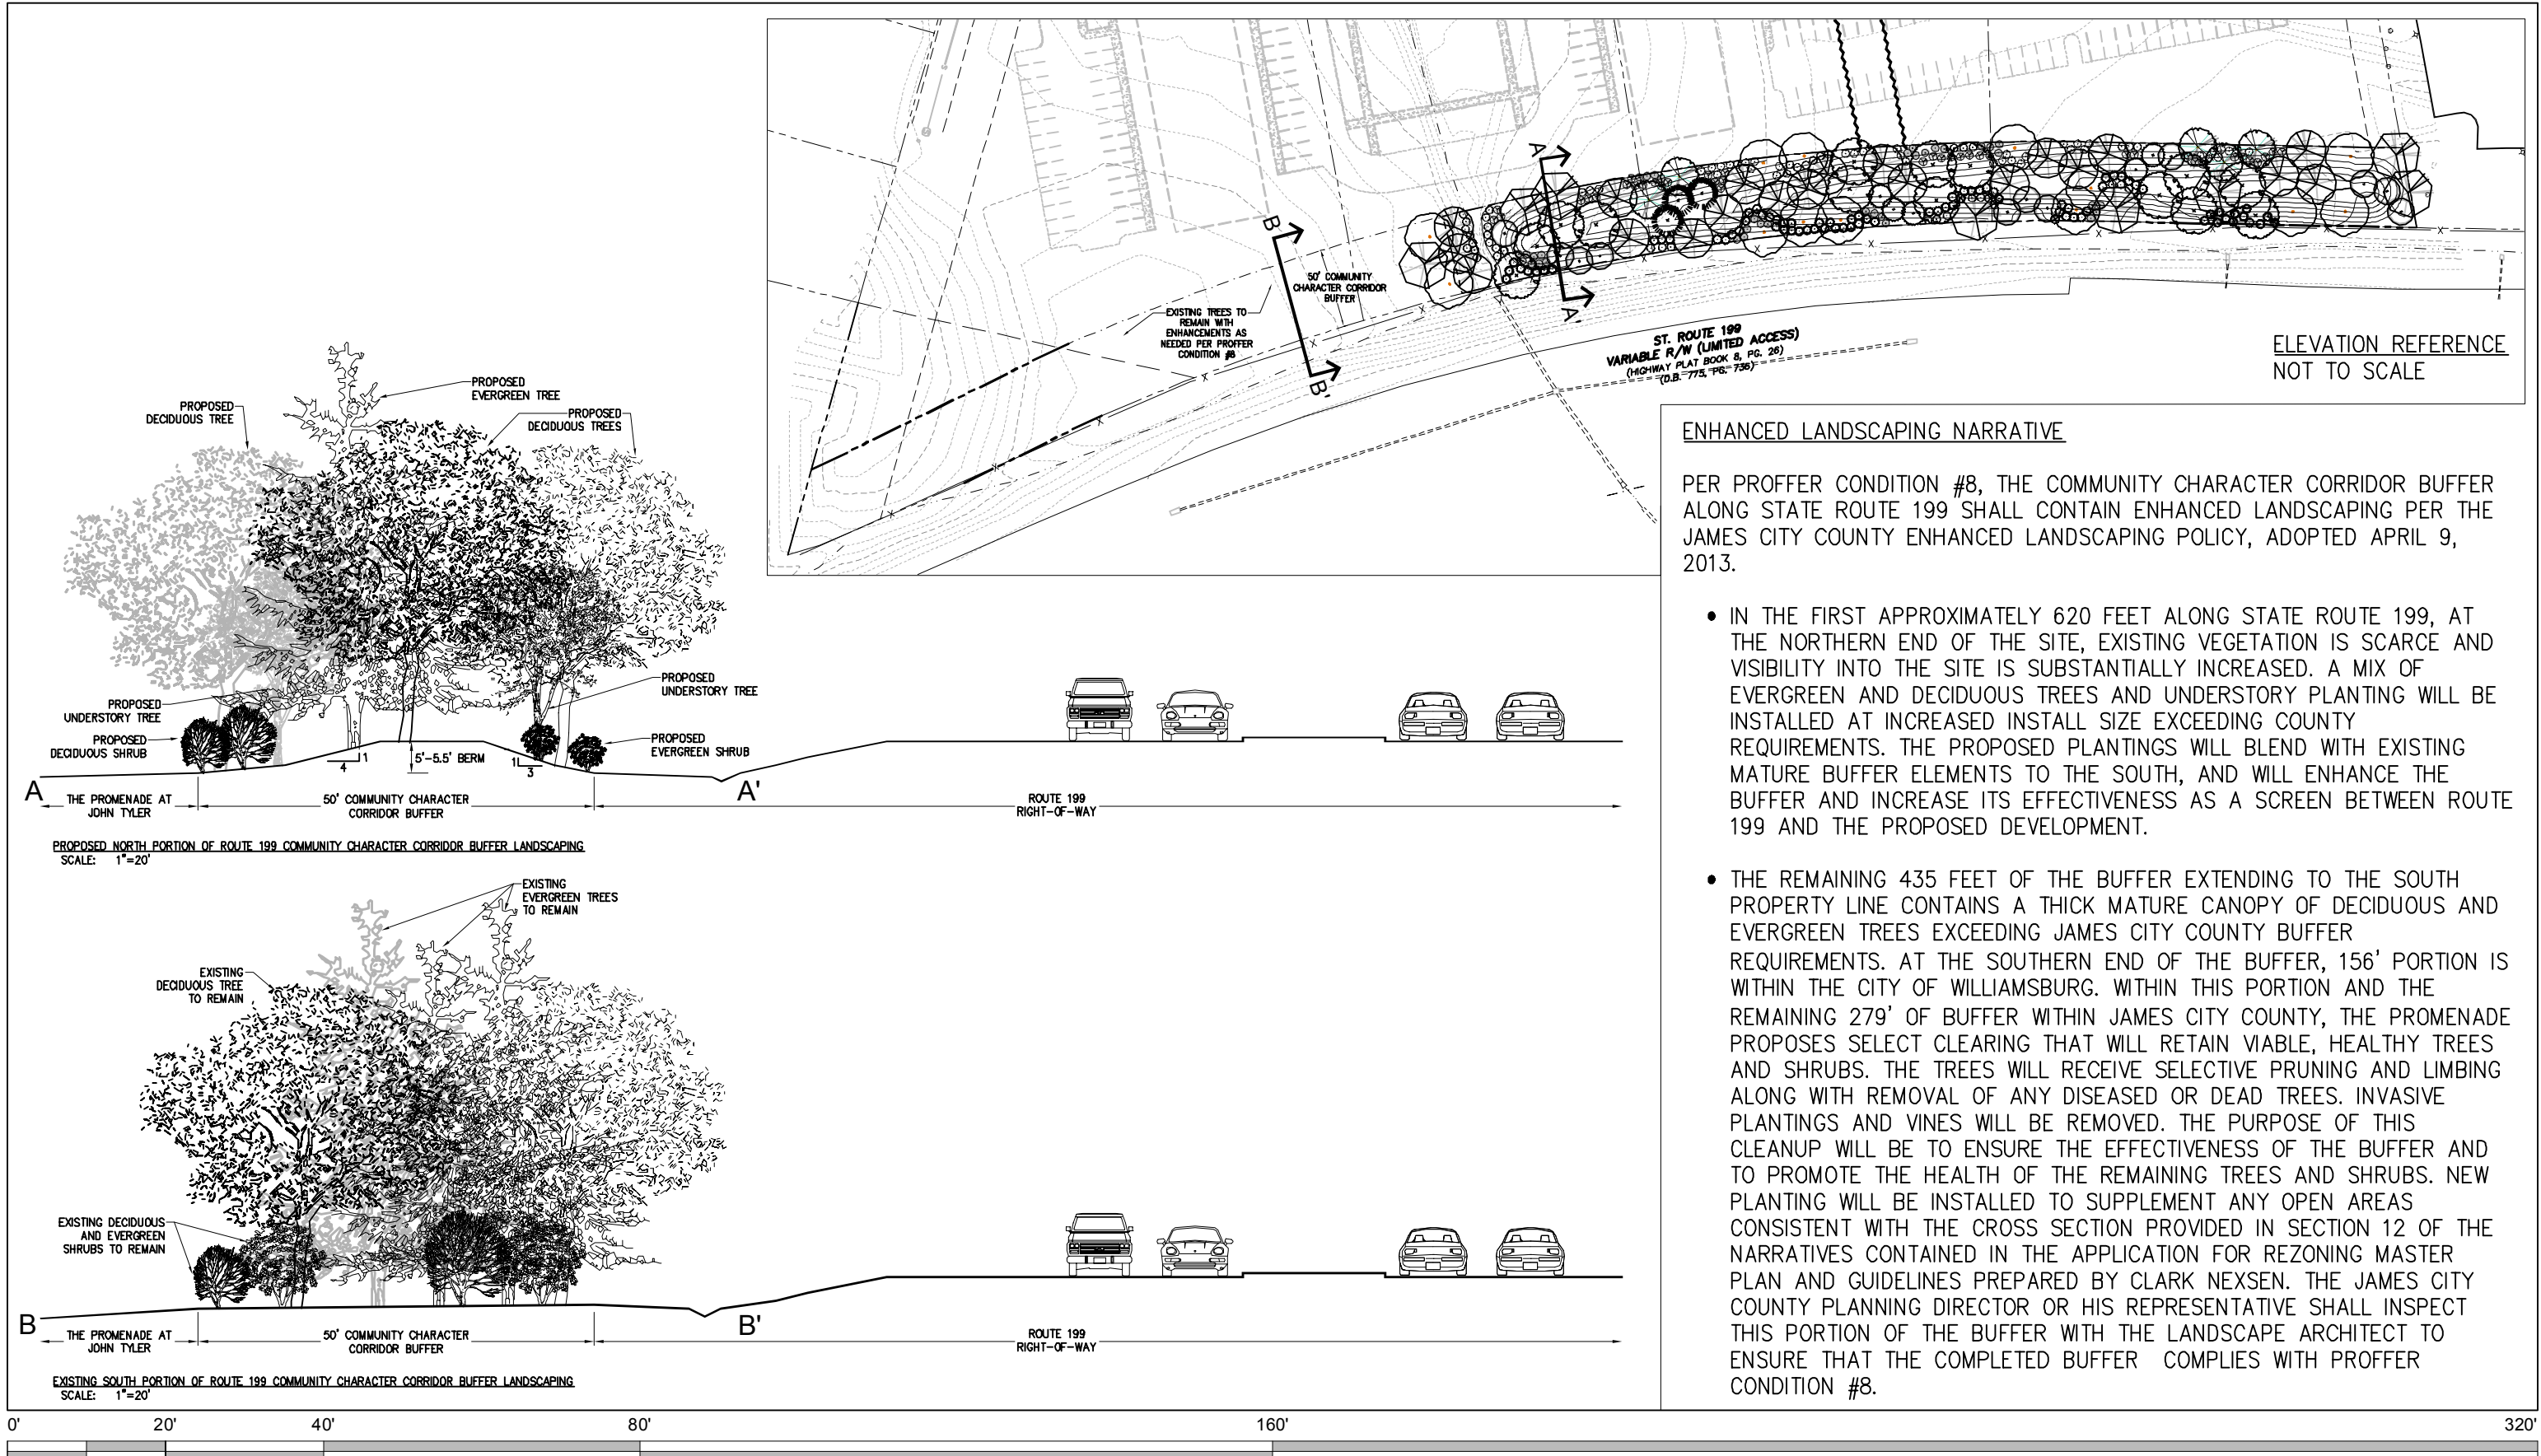 A
A'
B
B'
50' COMMUNITY
CHARACTER CORRIDOR
BUFFER
EXISTING TREES TO
REMAIN WITH
ENHANCEMENTS AS
NEEDED PER PROFFER
CONDITION #8
ST. ROUTE 199
VARIABLE R/W (LIMITED ACCESS)
(HIGHWAY PLAT BOOK 8, PG. 26)
(D.B. 775, PG. 736)
ELEVATION REFERENCE
NOT TO SCALE
PROPOSED
EVERGREEN TREE
PROPOSED
DECIDUOUS TREE
PROPOSED
DECIDUOUS TREES
PROPOSED
UNDERSTORY TREE
PROPOSED
UNDERSTORY TREE
PROPOSED
DECIDUOUS SHRUB
PROPOSED
EVERGREEN SHRUB
1
4
5'-5.5' BERM
1
3
A
A'
THE PROMENADE AT
JOHN TYLER
50' COMMUNITY CHARACTER
CORRIDOR BUFFER
ROUTE 199
RIGHT-OF-WAY
PROPOSED NORTH PORTION OF ROUTE 199 COMMUNITY CHARACTER CORRIDOR BUFFER LANDSCAPING
SCALE: 1"=20'
EXISTING
EVERGREEN TREES
TO REMAIN
EXISTING
DECIDUOUS TREE
TO REMAIN
EXISTING DECIDUOUS
AND EVERGREEN
SHRUBS TO REMAIN
B
B'
THE PROMENADE AT
JOHN TYLER
50' COMMUNITY CHARACTER
CORRIDOR BUFFER
ROUTE 199
RIGHT-OF-WAY
EXISTING SOUTH PORTION OF ROUTE 199 COMMUNITY CHARACTER CORRIDOR BUFFER LANDSCAPING
SCALE: 1"=20'
ENHANCED LANDSCAPING NARRATIVE
PER PROFFER CONDITION #8, THE COMMUNITY CHARACTER CORRIDOR BUFFER
ALONG STATE ROUTE 199 SHALL CONTAIN ENHANCED LANDSCAPING PER THE
JAMES CITY COUNTY ENHANCED LANDSCAPING POLICY, ADOPTED APRIL 9,
2013.
• IN THE FIRST APPROXIMATELY 620 FEET ALONG STATE ROUTE 199, AT
THE NORTHERN END OF THE SITE, EXISTING VEGETATION IS SCARCE AND
VISIBILITY INTO THE SITE IS SUBSTANTIALLY INCREASED. A MIX OF
EVERGREEN AND DECIDUOUS TREES AND UNDERSTORY PLANTING WILL BE
INSTALLED AT INCREASED INSTALL SIZE EXCEEDING COUNTY
REQUIREMENTS. THE PROPOSED PLANTINGS WILL BLEND WITH EXISTING
MATURE BUFFER ELEMENTS TO THE SOUTH, AND WILL ENHANCE THE
BUFFER AND INCREASE ITS EFFECTIVENESS AS A SCREEN BETWEEN ROUTE
199 AND THE PROPOSED DEVELOPMENT.
• THE REMAINING 435 FEET OF THE BUFFER EXTENDING TO THE SOUTH
PROPERTY LINE CONTAINS A THICK MATURE CANOPY OF DECIDUOUS AND
EVERGREEN TREES EXCEEDING JAMES CITY COUNTY BUFFER
REQUIREMENTS. AT THE SOUTHERN END OF THE BUFFER, 156' PORTION IS
WITHIN THE CITY OF WILLIAMSBURG. WITHIN THIS PORTION AND THE
REMAINING 279' OF BUFFER WITHIN JAMES CITY COUNTY, THE PROMENADE
PROPOSES SELECT CLEARING THAT WILL RETAIN VIABLE, HEALTHY TREES
AND SHRUBS. THE TREES WILL RECEIVE SELECTIVE PRUNING AND LIMBING
ALONG WITH REMOVAL OF ANY DISEASED OR DEAD TREES. INVASIVE
PLANTINGS AND VINES WILL BE REMOVED. THE PURPOSE OF THIS
CLEANUP WILL BE TO ENSURE THE EFFECTIVENESS OF THE BUFFER AND
TO PROMOTE THE HEALTH OF THE REMAINING TREES AND SHRUBS. NEW
PLANTING WILL BE INSTALLED TO SUPPLEMENT ANY OPEN AREAS
CONSISTENT WITH THE CROSS SECTION PROVIDED IN SECTION 12 OF THE
NARRATIVES CONTAINED IN THE APPLICATION FOR REZONING MASTER
PLAN AND GUIDELINES PREPARED BY CLARK NEXSEN. THE JAMES CITY
COUNTY PLANNING DIRECTOR OR HIS REPRESENTATIVE SHALL INSPECT
THIS PORTION OF THE BUFFER WITH THE LANDSCAPE ARCHITECT TO
ENSURE THAT THE COMPLETED BUFFER COMPLIES WITH PROFFER
CONDITION #8.
0' 20' 40' 80' 160' 320'